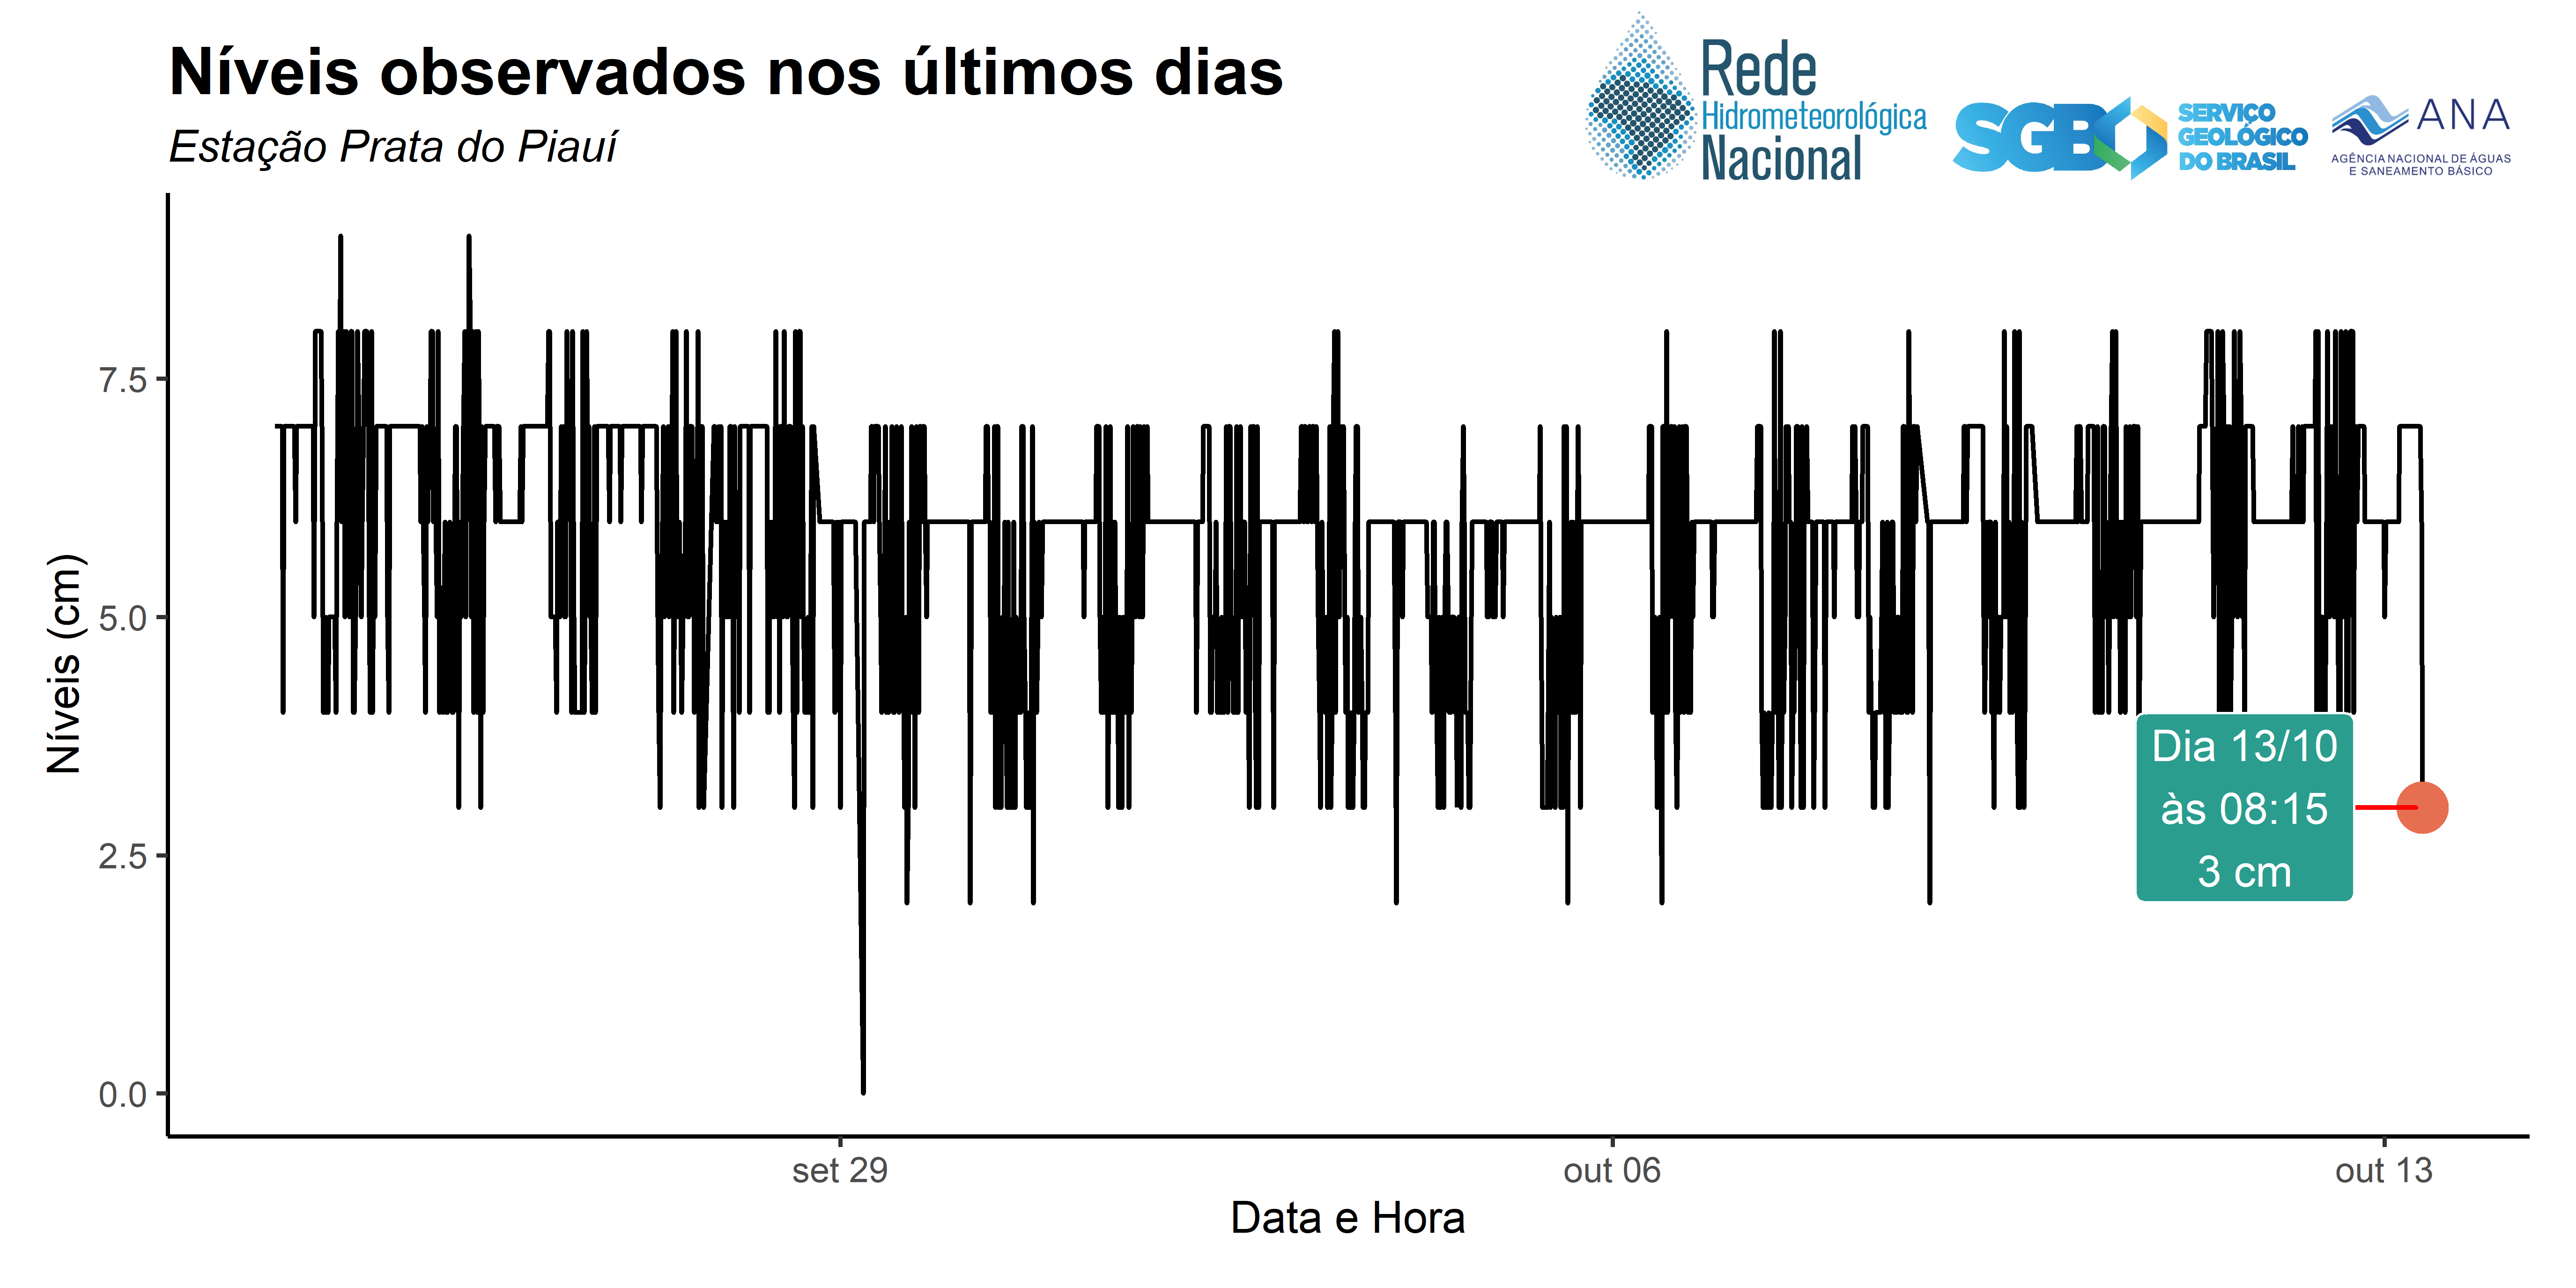 Níveis observados nos últimos dias
Estação Prata do Piauí
Rede
Hidrometeorológica
Nacional
SGB
SERVIÇO
GEOLÓGICO
DO BRASIL
ANA
AGÊNCIA NACIONAL DE ÁGUAS
E SANEAMENTO BÁSICO
Níveis (cm)
7.5
5.0
2.5
0.0
Dia 13/10
às 08:15
3 cm
set 29
out 06
out 13
Data e Hora